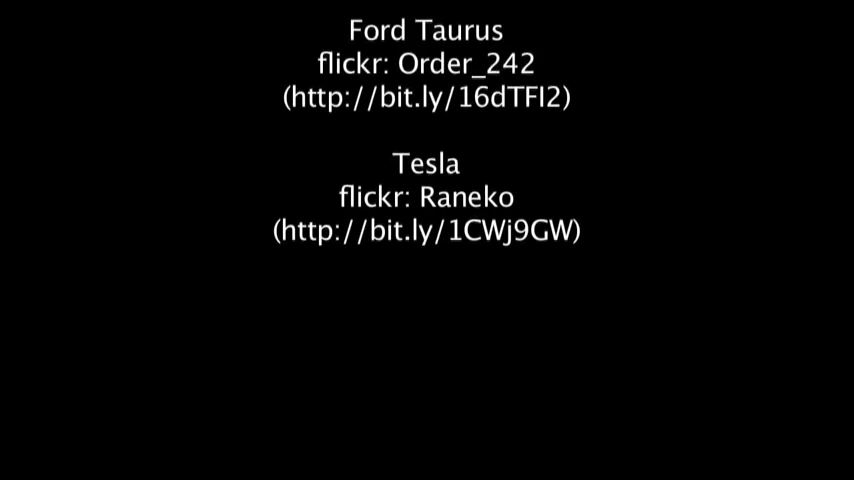 Ford Taurus
flickr: Order_242
(http://bit.ly/16dTFI2)
Tesla
flickr: Raneko
(http://bit.ly/1CWj9GW)